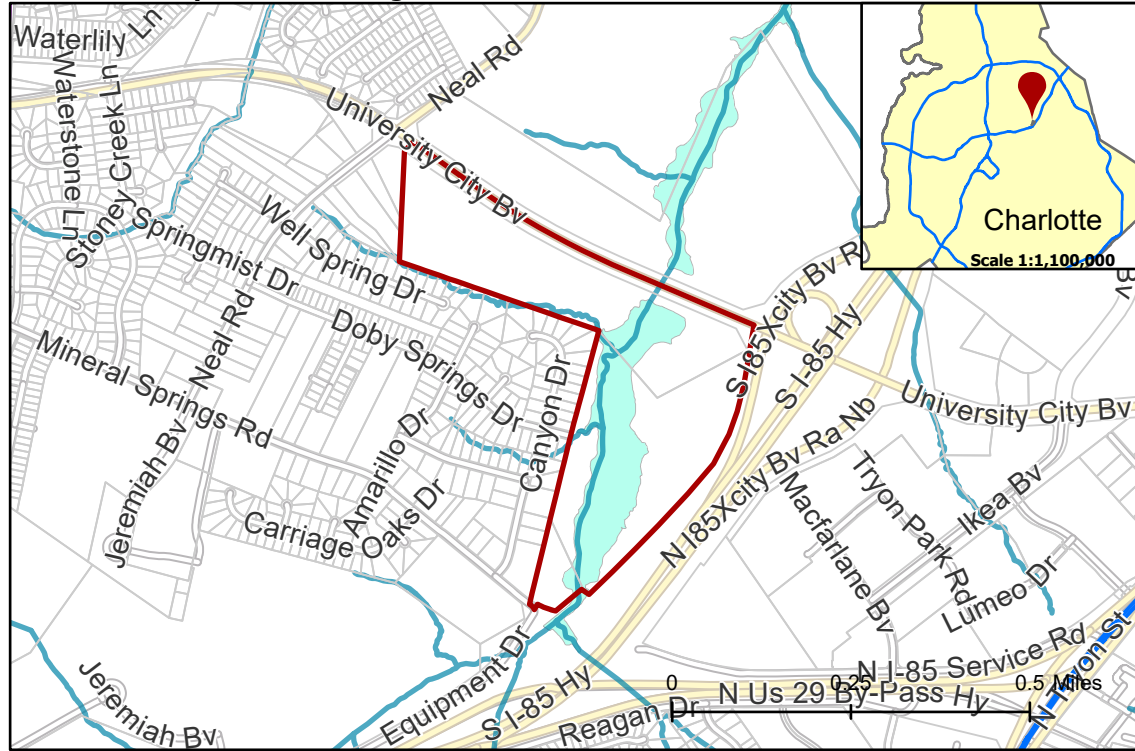 Waterlily Ln
Waterstone Ln
Stoney Creek Ln
Neal Rd
University City Bv
Well Spring Dr
Springmist Dr
Doby Springs Dr
Neal Rd
Mineral Springs Rd
Canyon Dr
Amarillo Dr
Jeremiah Bv
Carriage Oaks Dr
Jeremiah Bv
Equipment Dr
S I-85 Hy
Reagan Dr
S I85Xcity Bv R
S I-85 Hy
N I85Xcity Bv Ra Nb
University City Bv
Bv
Ikea Bv
Tryon Park Rd
Macfarlane Bv
Lumeo Dr
N I-85 Service Rd
N Us 29 By-Pass Hy
N Tryon St
0 0.25 0.5 Miles
Charlotte
Scale 1:1,100,000